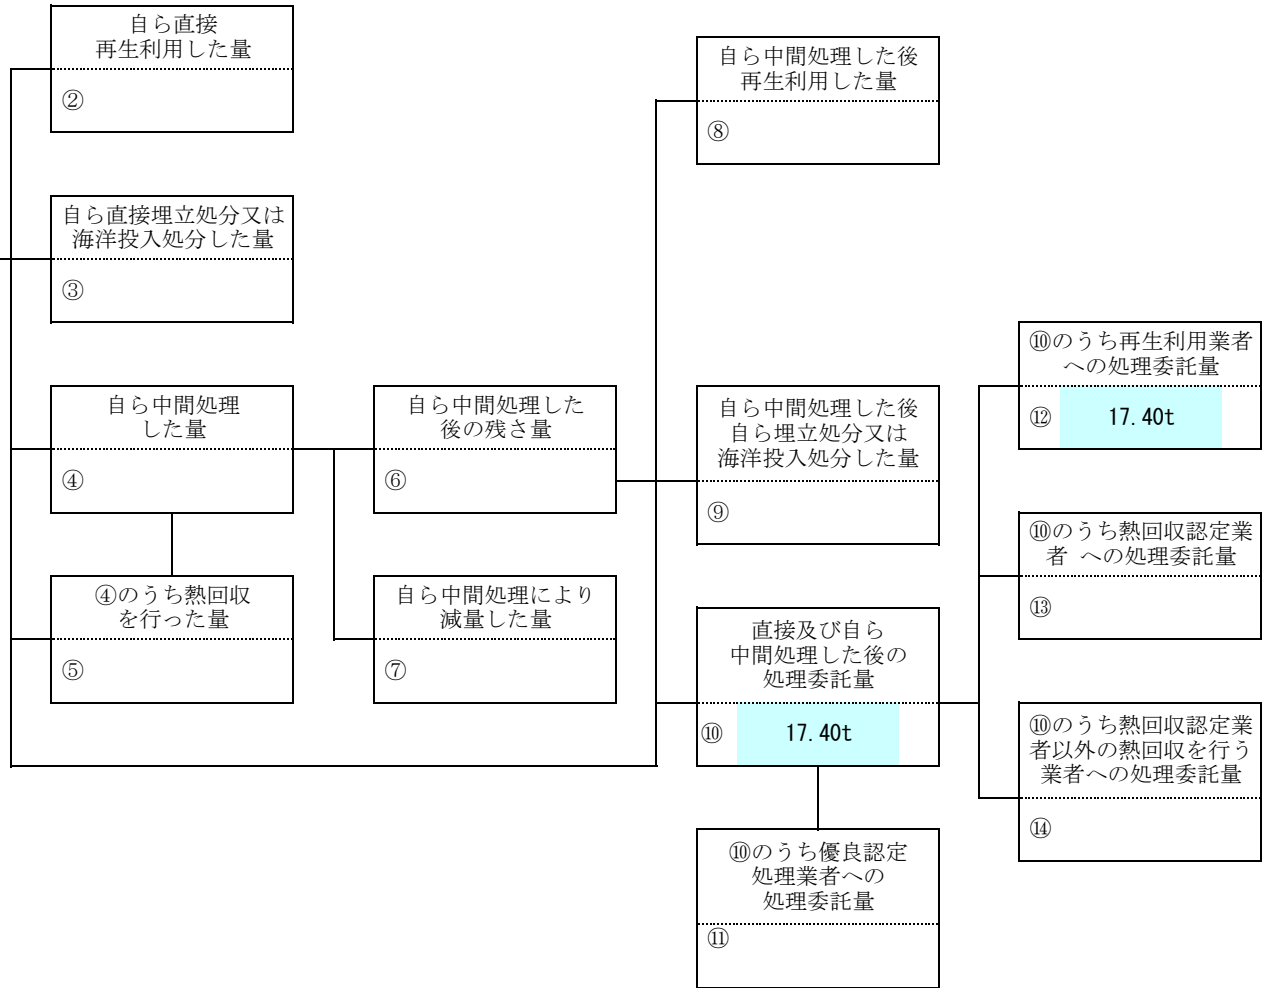 自ら直接
再生利用した量
②
自ら直接埋立処分又は
海洋投入処分した量
③
自ら中間処理
した量
④
④のうち熱回収
を行った量
⑤
自ら中間処理した
後の残さ量
⑥
自ら中間処理により
減量した量
⑦
自ら中間処理した後
再生利用した量
⑧
自ら中間処理した後
自ら埋立処分又は
海洋投入処分した量
⑨
直接及び自ら
中間処理した後の
処理委託量
⑩ 17.40t
⑩のうち優良認定
処理業者への
処理委託量
⑪
⑩のうち再生利用業者
への処理委託量
⑫ 17.40t
⑩のうち熱回収認定業
者 への処理委託量
⑬
⑩のうち熱回収認定業
者以外の熱回収を行う
業者への処理委託量
⑭